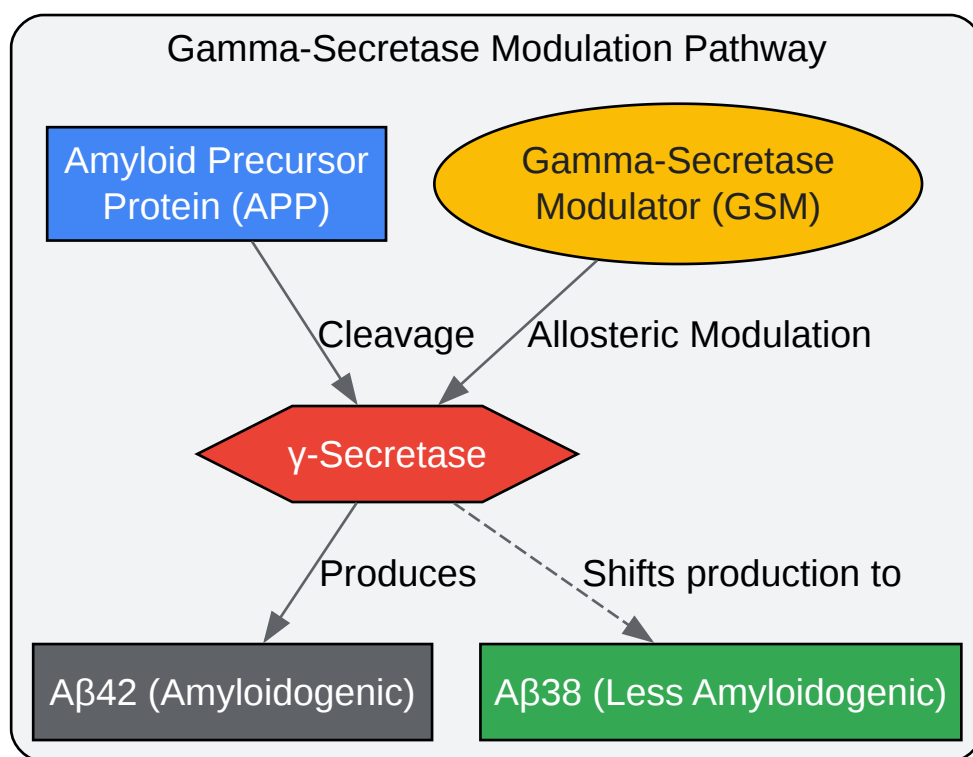 Gamma-Secretase Modulation Pathway
Amyloid Precursor
Protein (APP)
Gamma-Secretase
Modulator (GSM)
Cleavage
Allosteric Modulation
γ-Secretase
Produces
Shifts production to
Aβ42 (Amyloidogenic)
Aβ38 (Less Amyloidogenic)